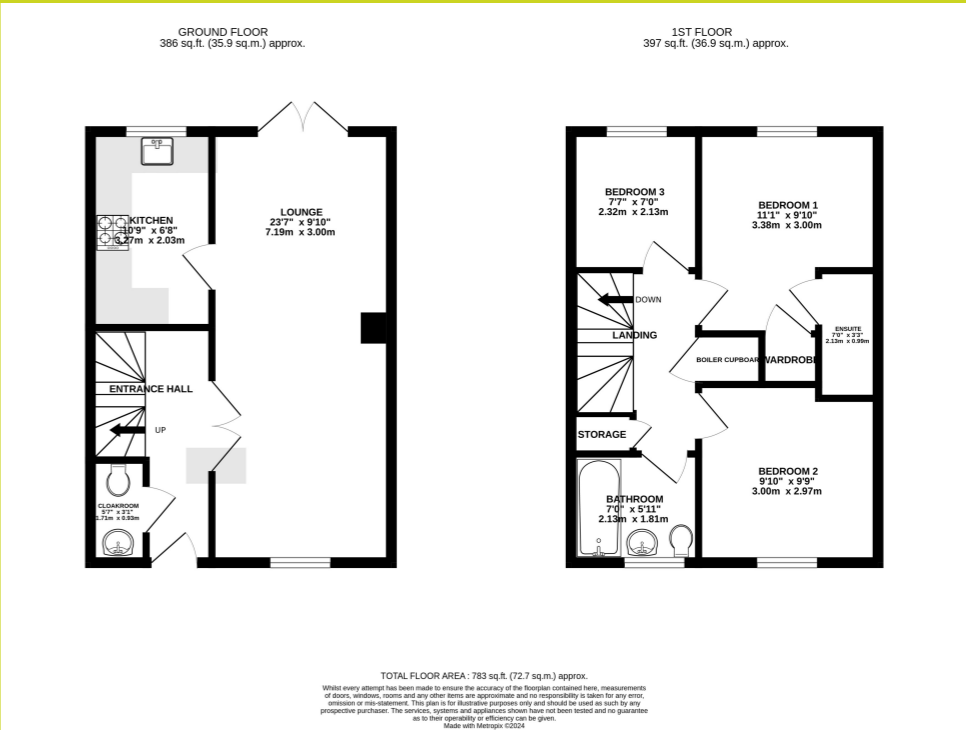 GROUND FLOOR
386 sq.ft. (35.9 sq.m.) approx.
1ST FLOOR
397 sq.ft. (36.9 sq.m.) approx.
KITCHEN
10'9" x 6'8"
3.27m x 2.03m
LOUNGE
23'7" x 9'10"
7.19m x 3.00m
ENTRANCE HALL
UP
CLOAKROOM
5'7" x 3'1"
1.71m x 0.93m
BEDROOM 3
7'7" x 7'0"
2.32m x 2.13m
BEDROOM 1
11'1" x 9'10"
3.38m x 3.00m
DOWN
LANDING
ENSUITE
7'0" x 3'3"
2.13m x 0.99m
BOILER CUPBOARD
WARDROBE
STORAGE
BATHROOM
7'0" x 5'11"
2.13m x 1.81m
BEDROOM 2
9'10" x 9'9"
3.00m x 2.97m
TOTAL FLOOR AREA : 783 sq.ft. (72.7 sq.m.) approx.
Whilst every attempt has been made to ensure the accuracy of the floorplan contained here, measurements
of doors, windows, rooms and any other items are approximate and no responsibility is taken for any error,
omission or mis-statement. This plan is for illustrative purposes only and should be used as such by any
prospective purchaser. The services, systems and appliances shown have not been tested and no guarantee
as to their operability or efficiency can be given.
Made with Metropix ©2024